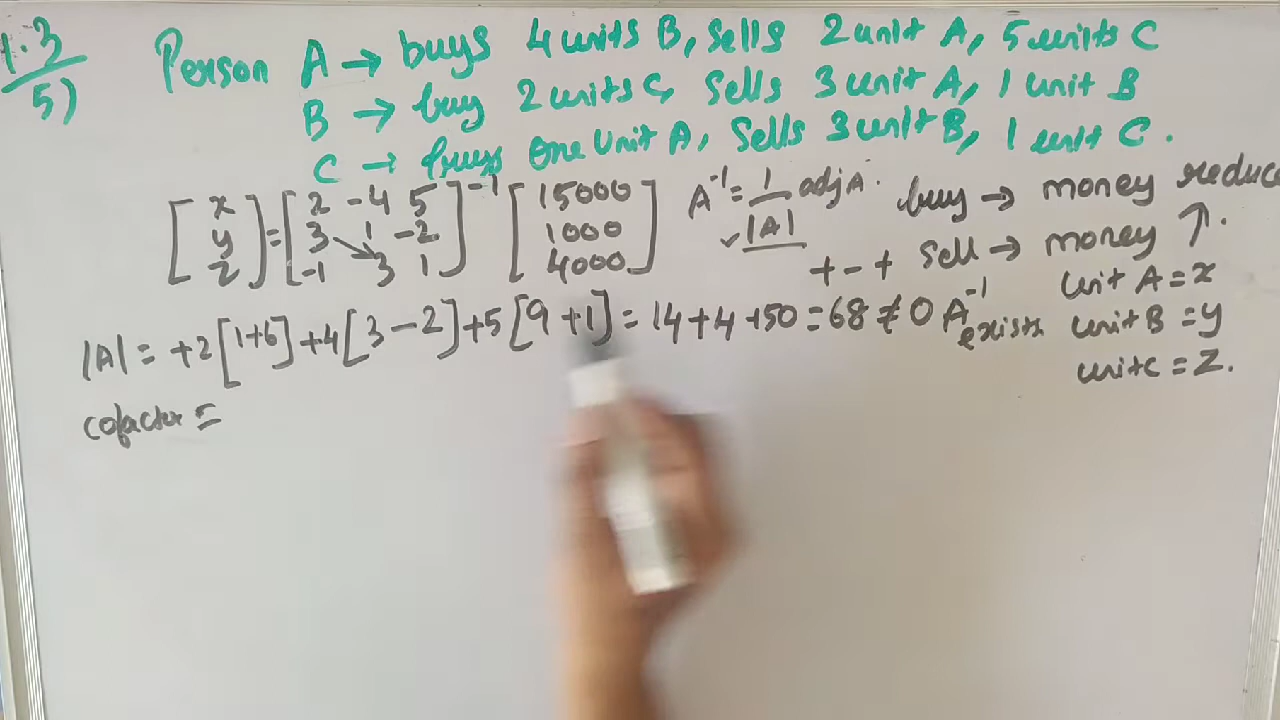 1.3
5)
Person A → buys 4 units B, sells 2 unit A, 5 units C
B → buy 2 units C, sells 3 unit A, 1 unit B
C → buys one unit A, sells 3 unit B, 1 unit C.
[x y z] = [2 -4 5
3 1 -2
-1 3 1]⁻¹ [15000
1000
4000]
A⁻¹ = 1/|A| adj A.
+ - +
buy → money reduce
sell → money ↑.
unit A = x
unit B = y
unit C = z.
|A| = +2[1+6] +4[3-2] +5[9+1] = 14+4+50 = 68 ≠ 0 A⁻¹ exists
cofactor =